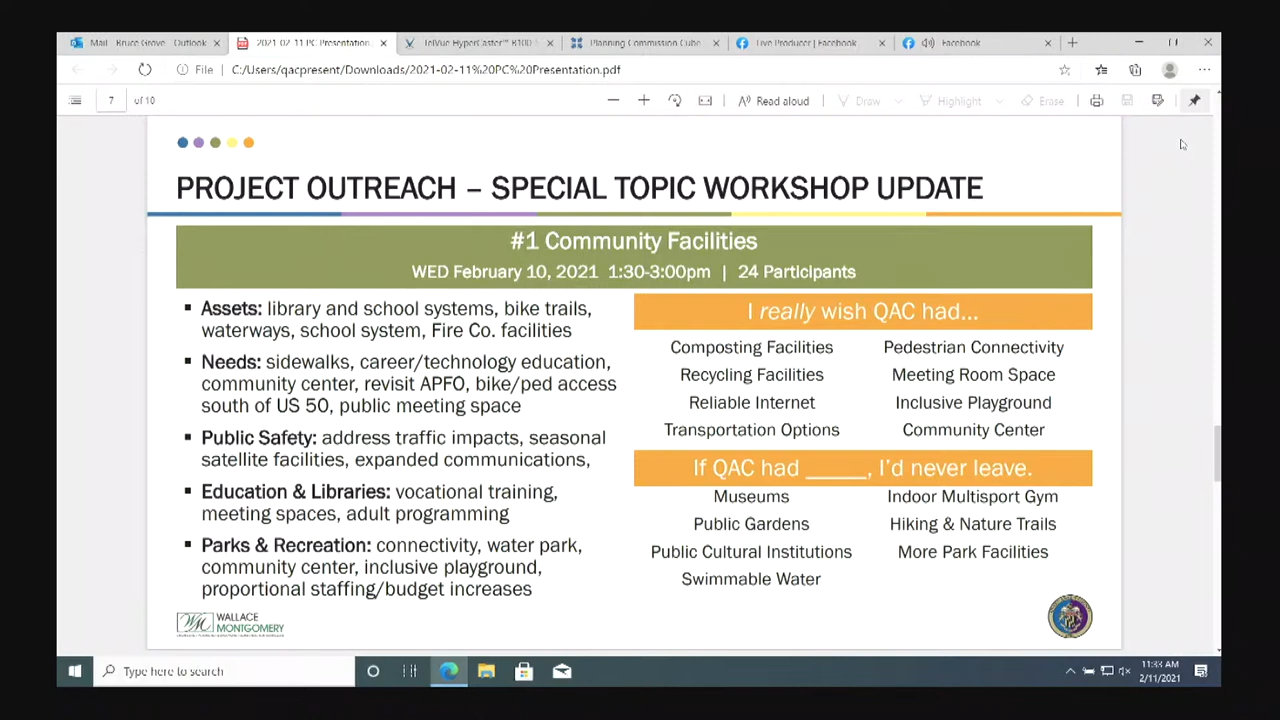 Mail - Bruce Grove - Outlook
2021-02-11 PC Presentation
TelVue HyperCaster™ B100
Planning Commission Cube
Live Producer | Facebook
Facebook
File
C:/Users/qacpresent/Downloads/2021-02-11%20PC%20Presentation.pdf
7 of 10
Read aloud
Draw
Highlight
Erase
PROJECT OUTREACH – SPECIAL TOPIC WORKSHOP UPDATE
#1 Community Facilities
WED February 10, 2021 1:30-3:00pm | 24 Participants
▪ Assets: library and school systems, bike trails,
waterways, school system, Fire Co. facilities
▪ Needs: sidewalks, career/technology education,
community center, revisit APFO, bike/ped access
south of US 50, public meeting space
▪ Public Safety: address traffic impacts, seasonal
satellite facilities, expanded communications,
▪ Education & Libraries: vocational training,
meeting spaces, adult programming
▪ Parks & Recreation: connectivity, water park,
community center, inclusive playground,
proportional staffing/budget increases
I really wish QAC had...
Composting Facilities
Recycling Facilities
Reliable Internet
Transportation Options
Pedestrian Connectivity
Meeting Room Space
Inclusive Playground
Community Center
If QAC had _____, I'd never leave.
Museums
Public Gardens
Public Cultural Institutions
Swimmable Water
Indoor Multisport Gym
Hiking & Nature Trails
More Park Facilities
WALLACE
MONTGOMERY
Type here to search
11:33 AM
2/11/2021